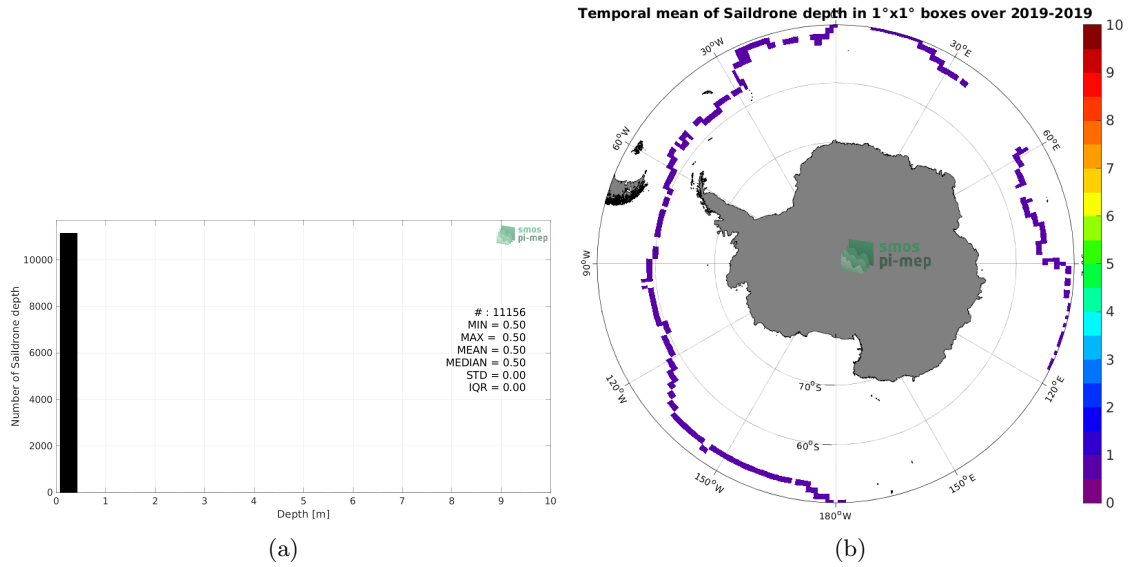 Temporal mean of Saildrone depth in 1°x1° boxes over 2019-2019
smos
pi-mep
# : 11156
MIN = 0.50
MAX = 0.50
MEAN = 0.50
MEDIAN = 0.50
STD = 0.00
IQR = 0.00
10000
8000
6000
4000
2000
0
Number of Saildrone depth
0 1 2 3 4 5 6 7 8 9 10
Depth [m]
(a)
30°W
30°E
60°W
60°E
90°W
120°W
120°E
150°W
150°E
180°W
70°S
60°S
smos
pi-mep
10
9
8
7
6
5
4
3
2
1
0
(b)